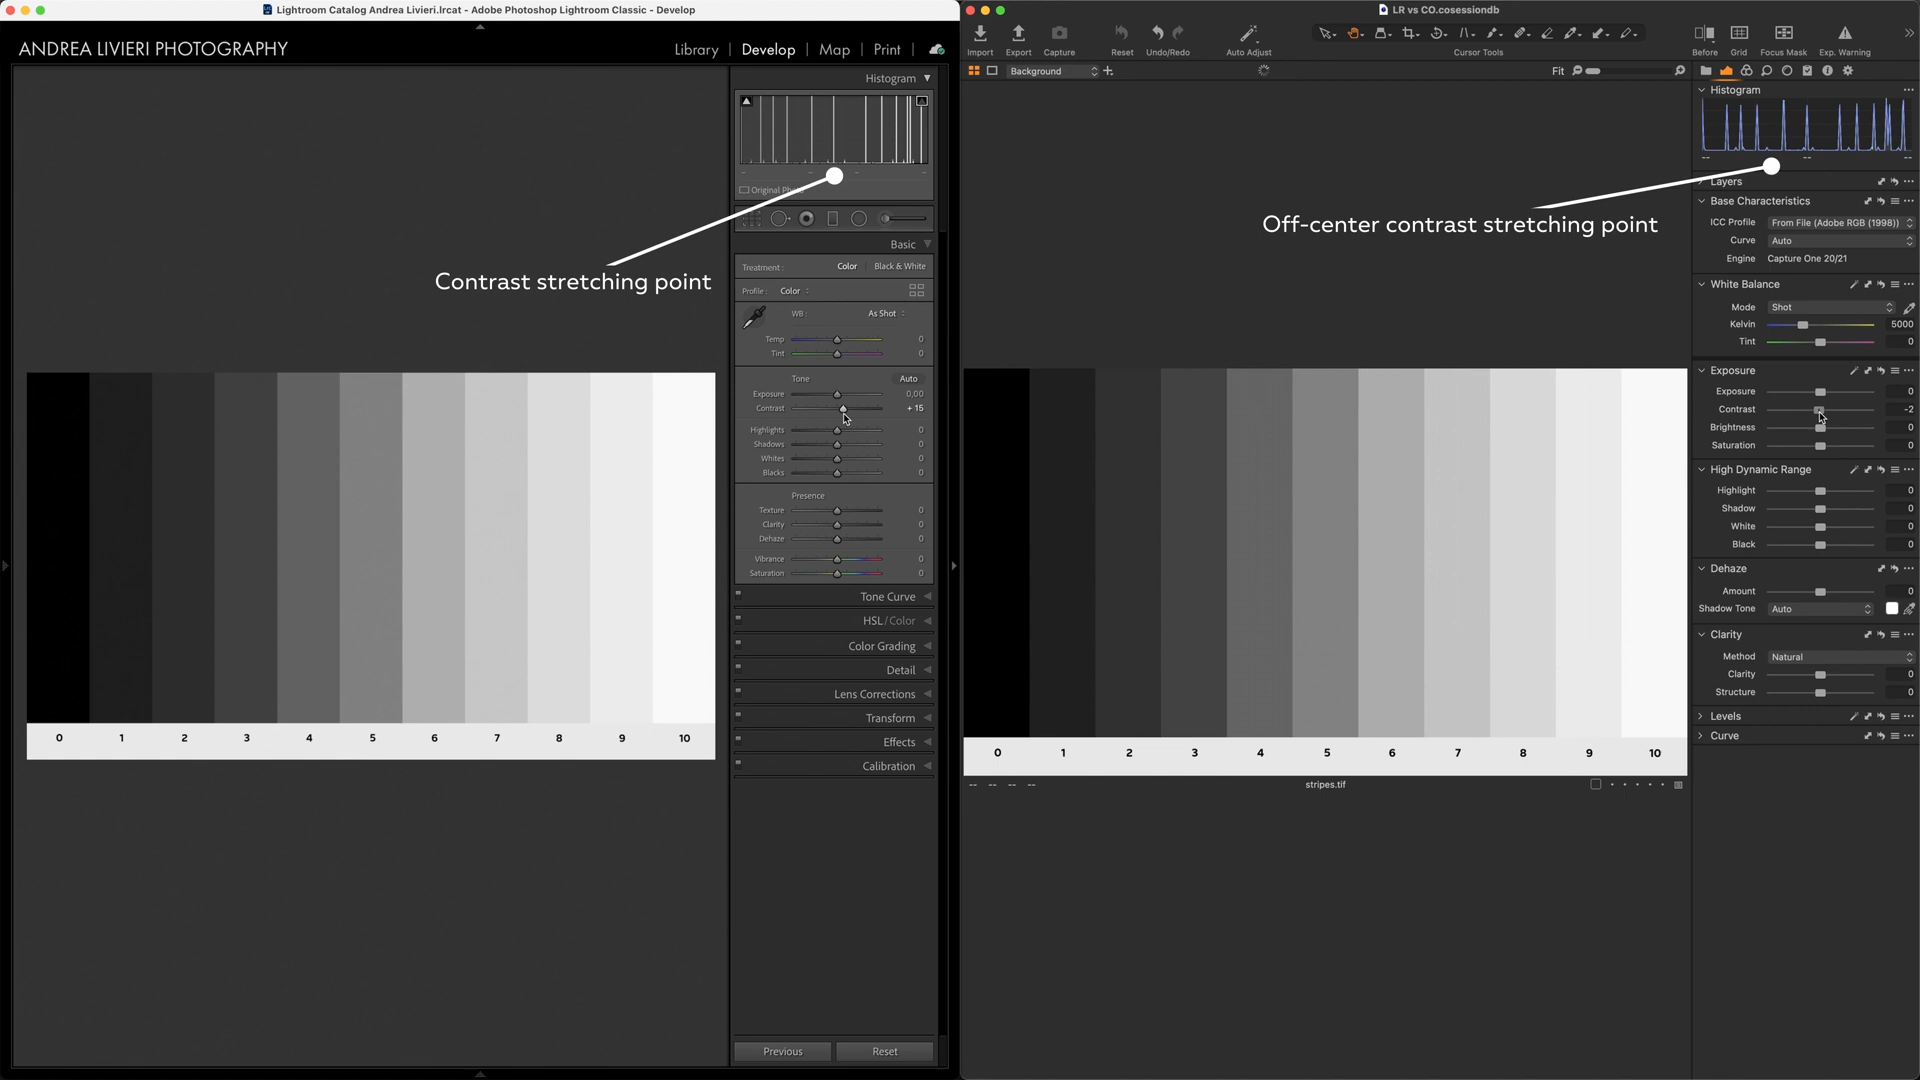 Lightroom Catalog Andrea Livieri.lrcat - Adobe Photoshop Lightroom Classic - Develop
ANDREA LIVIERI PHOTOGRAPHY
Library | Develop | Map | Print
Histogram
Original Photo
Contrast stretching point
Basic
Treatment : Color Black & White
Profile : Color
WB : As Shot
Temp 0
Tint 0
Tone Auto
Exposure 0,00
Contrast + 15
Highlights 0
Shadows 0
Whites 0
Blacks 0
Presence
Texture 0
Clarity 0
Dehaze 0
Vibrance 0
Saturation 0
Tone Curve
HSL / Color
Color Grading
Detail
Lens Corrections
Transform
Effects
Calibration
0 1 2 3 4 5 6 7 8 9 10
Previous Reset
LR vs CO.cosessiondb
Import Export Capture Reset Undo/Redo Auto Adjust Cursor Tools Before Grid Focus Mask Exp. Warning
Background
Fit
Histogram
Off-center contrast stretching point
Layers
Base Characteristics
ICC Profile From File (Adobe RGB (1998))
Curve Auto
Engine Capture One 20/21
White Balance
Mode Shot
Kelvin 5000
Tint 0
Exposure
Exposure 0
Contrast -2
Brightness 0
Saturation 0
High Dynamic Range
Highlight 0
Shadow 0
White 0
Black 0
Dehaze
Amount 0
Shadow Tone Auto
Clarity
Method Natural
Clarity 0
Structure 0
Levels
Curve
0 1 2 3 4 5 6 7 8 9 10
stripes.tif